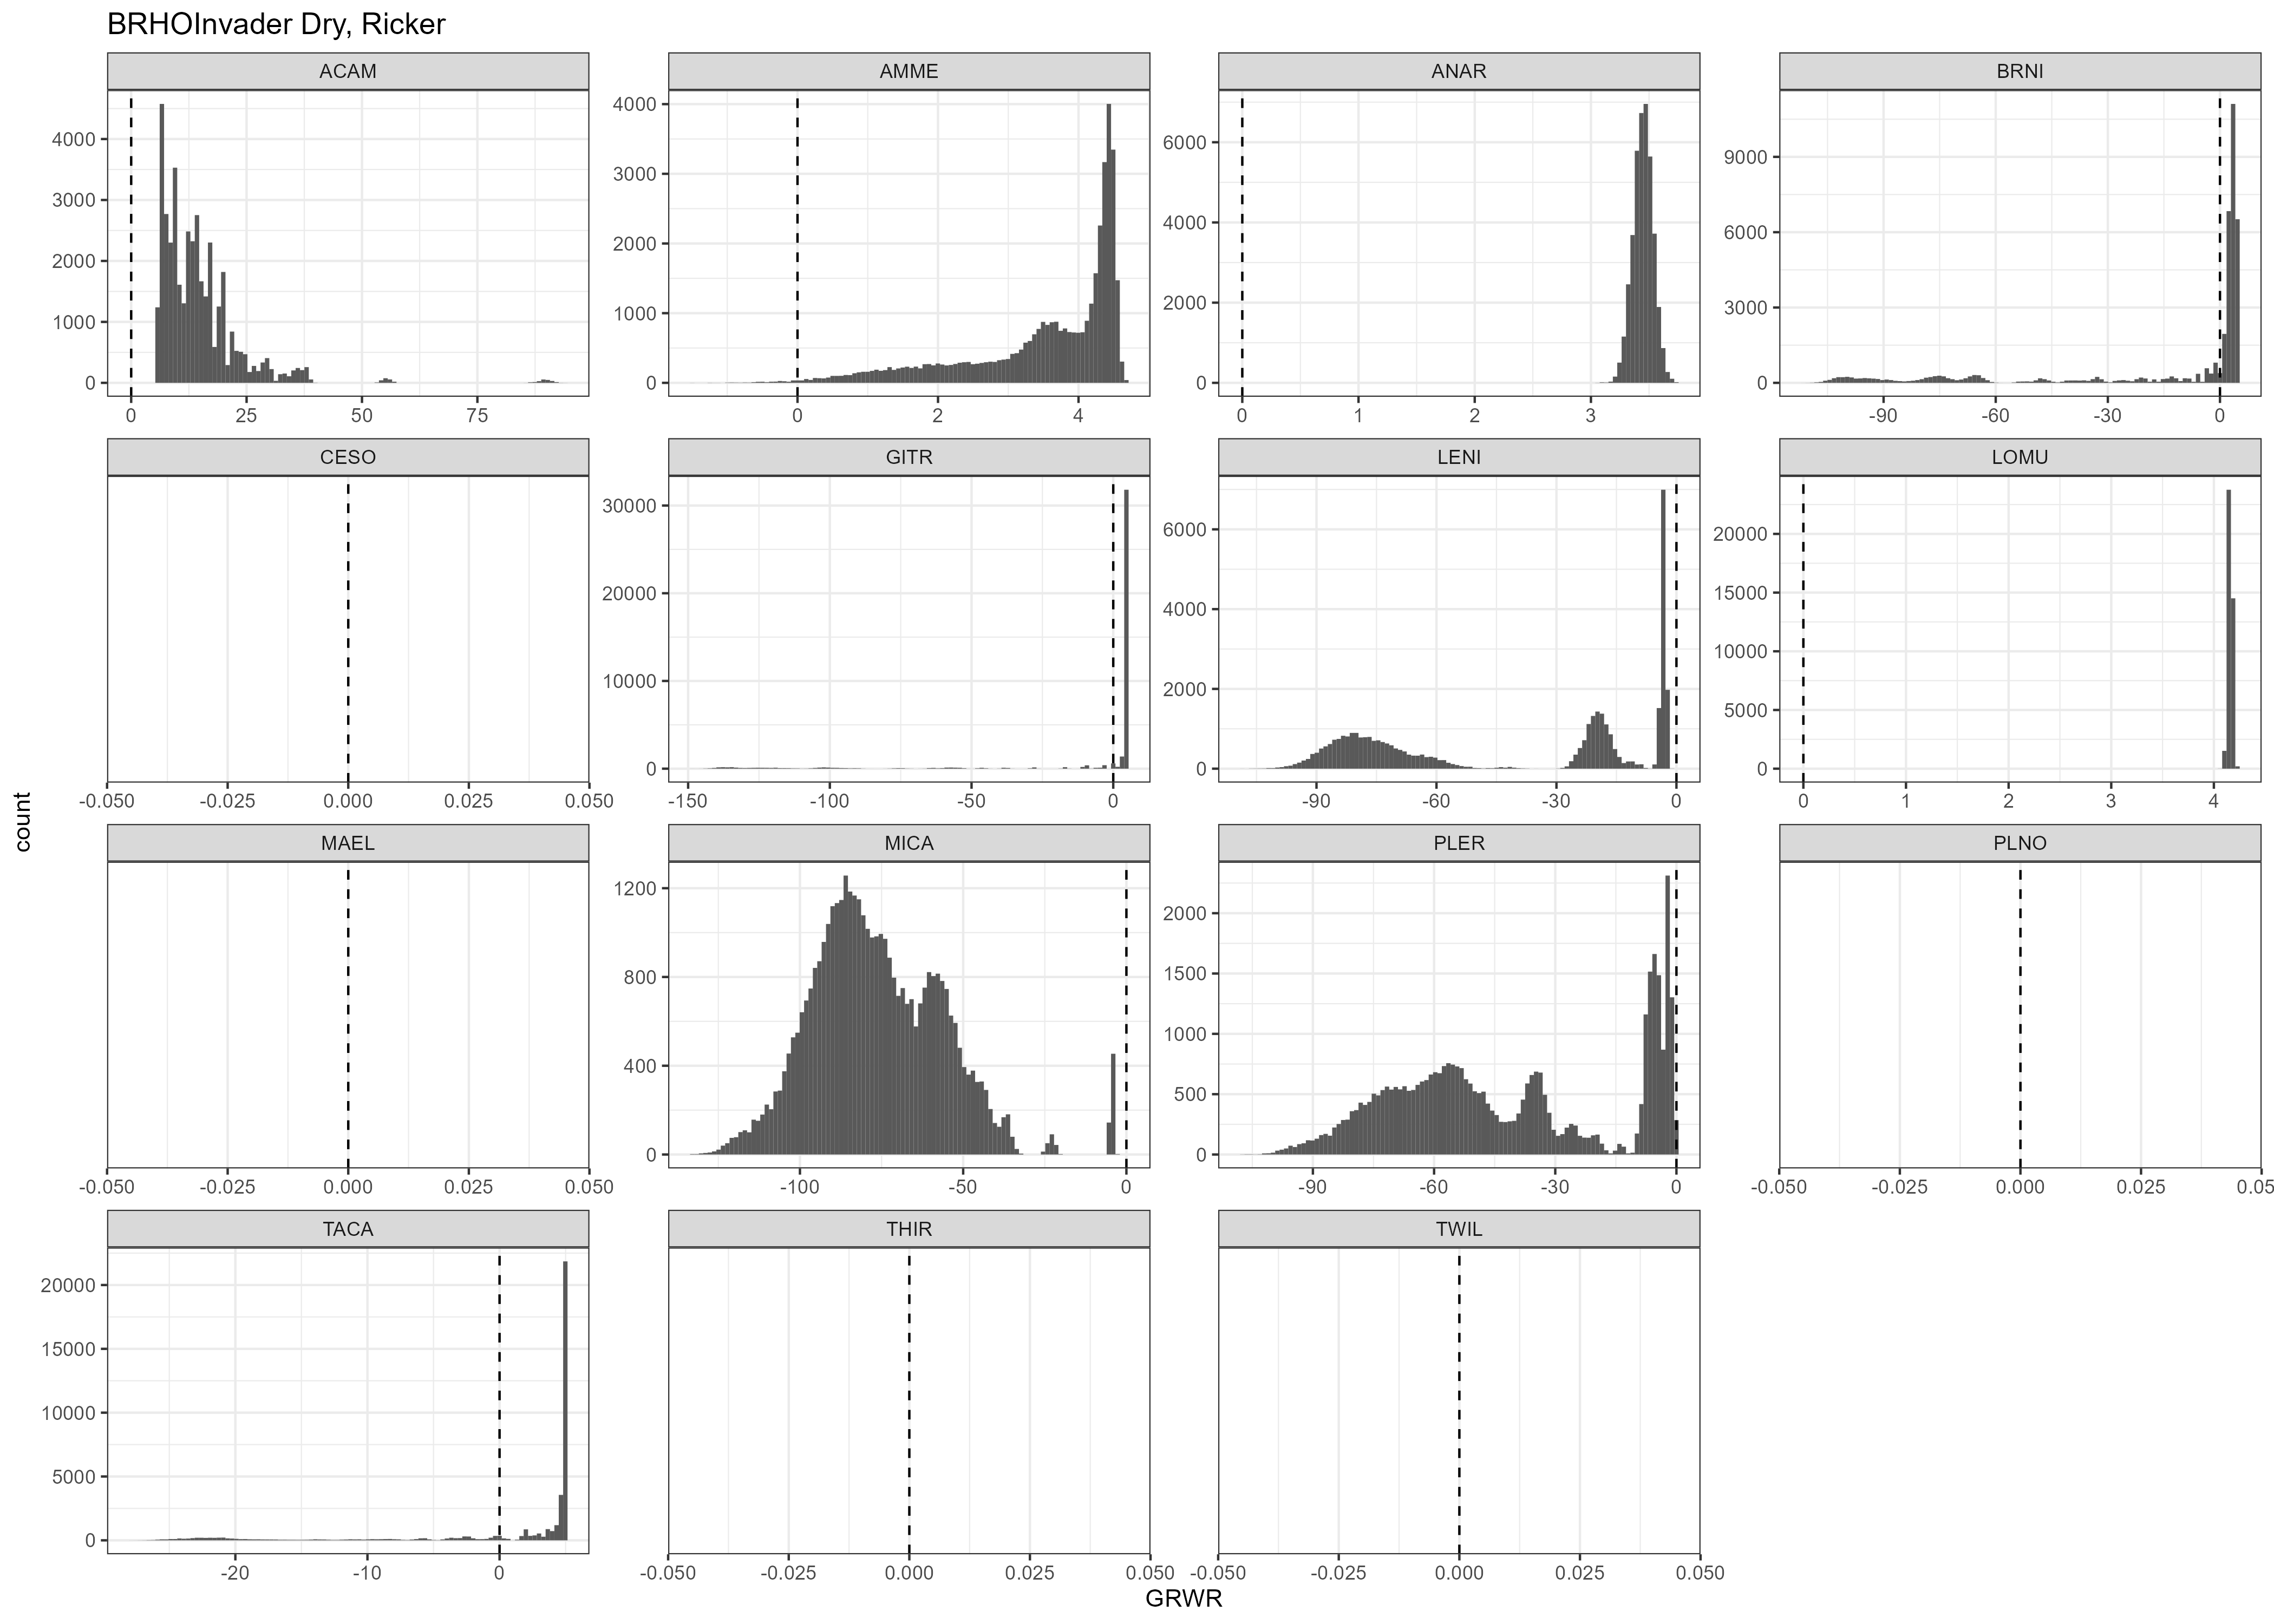 BRHOInvader Dry, Ricker
ACAM
AMME
ANAR
BRNI
4000
3000
2000
1000
0
4000
3000
2000
1000
0
6000
4000
2000
0
9000
6000
3000
0
0 25 50 75
0 2 4
0 1 2 3
-90 -60 -30 0
CESO
GITR
LENI
LOMU
30000
20000
10000
0
6000
4000
2000
0
20000
15000
10000
5000
0
-0.050 -0.025 0.000 0.025 0.050
-150 -100 -50 0
-90 -60 -30 0
0 1 2 3 4
count
MAEL
MICA
PLER
PLNO
1200
800
400
0
2000
1500
1000
500
0
-0.050 -0.025 0.000 0.025 0.050
-100 -50 0
-90 -60 -30 0
-0.050 -0.025 0.000 0.025 0.05
TACA
THIR
TWIL
20000
15000
10000
5000
0
-20 -10 0
-0.050 -0.025 0.000 0.025 0.050
-0.050 -0.025 0.000 0.025 0.050
GRWR